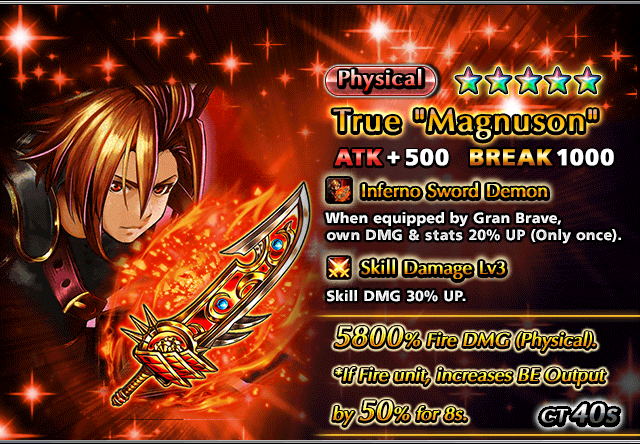 Physical
True "Magnuson"
ATK+500 BREAK 1000
Inferno Sword Demon
When equipped by Gran Brave,
own DMG & stats 20% UP (Only once).
Skill Damage Lv3
Skill DMG 30% UP.
5800% Fire DMG (Physical).
*If Fire unit, increases BE Output
by 50% for 8s.
CT 40s